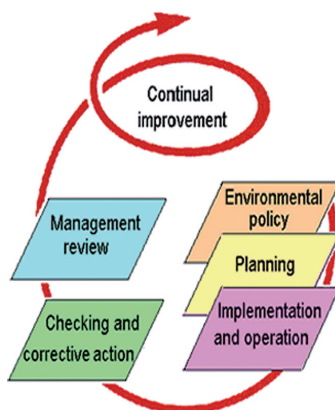 Continual
improvement
Environmental
policy
Planning
Implementation
and operation
Checking and
corrective action
Management
review